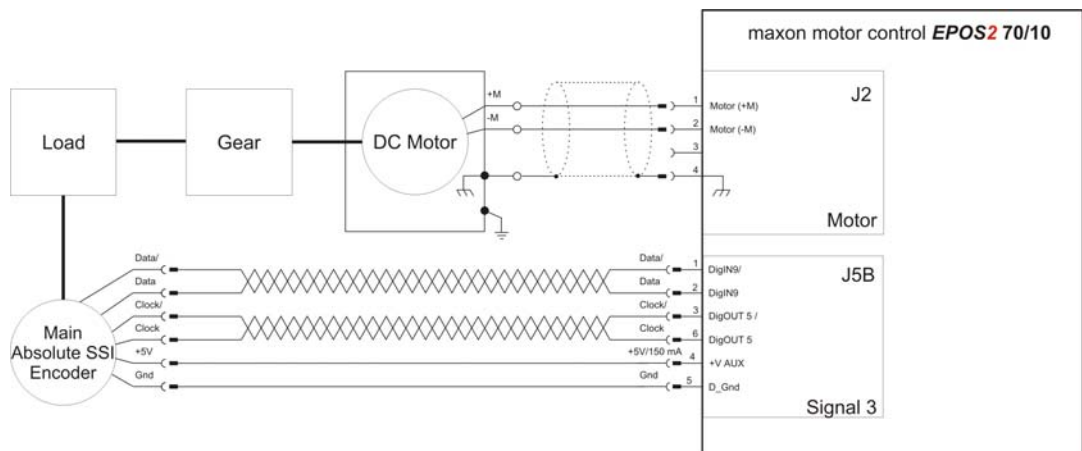 maxon motor control EPOS2 70/10
J2
+M
-M
Load
Gear
DC Motor
1 Motor (+M)
2 Motor (-M)
3
4
Motor
J5B
Data/ Data/ 1 DigIN9/
Data Data 2 DigIN9
Clock/ Clock/ 3 DigOUT 5 /
Clock Clock 6 DigOUT 5
+5V +5V/150 mA 4 +V AUX
Gnd Gnd 5 D_Gnd
Main
Absolute SSI
Encoder
Signal 3